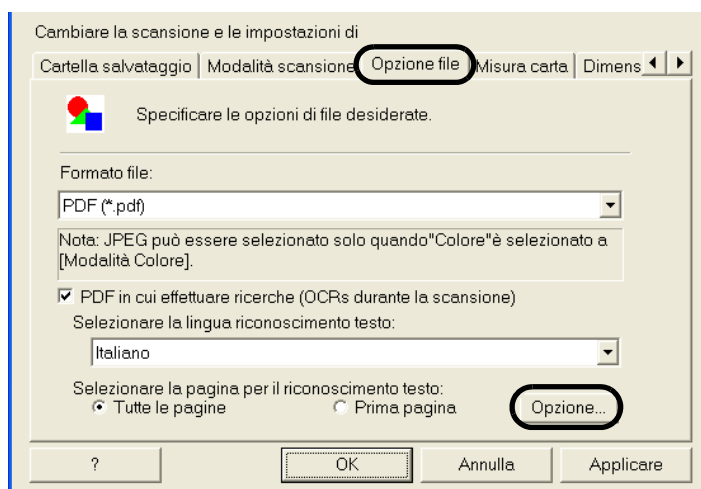 Cambiare la scansione e le impostazioni di
Cartella salvataggio Modalità scansione Opzione file Misura carta Dimens
Specificare le opzioni di file desiderate.
Formato file:
PDF (*.pdf)
Nota: JPEG può essere selezionato solo quando"Colore"è selezionato a
[Modalità Colore].
PDF in cui effettuare ricerche (OCRs durante la scansione)
Selezionare la lingua riconoscimento testo:
Italiano
Selezionare la pagina per il riconoscimento testo:
Tutte le pagine Prima pagina Opzione...
? OK Annulla Applicare